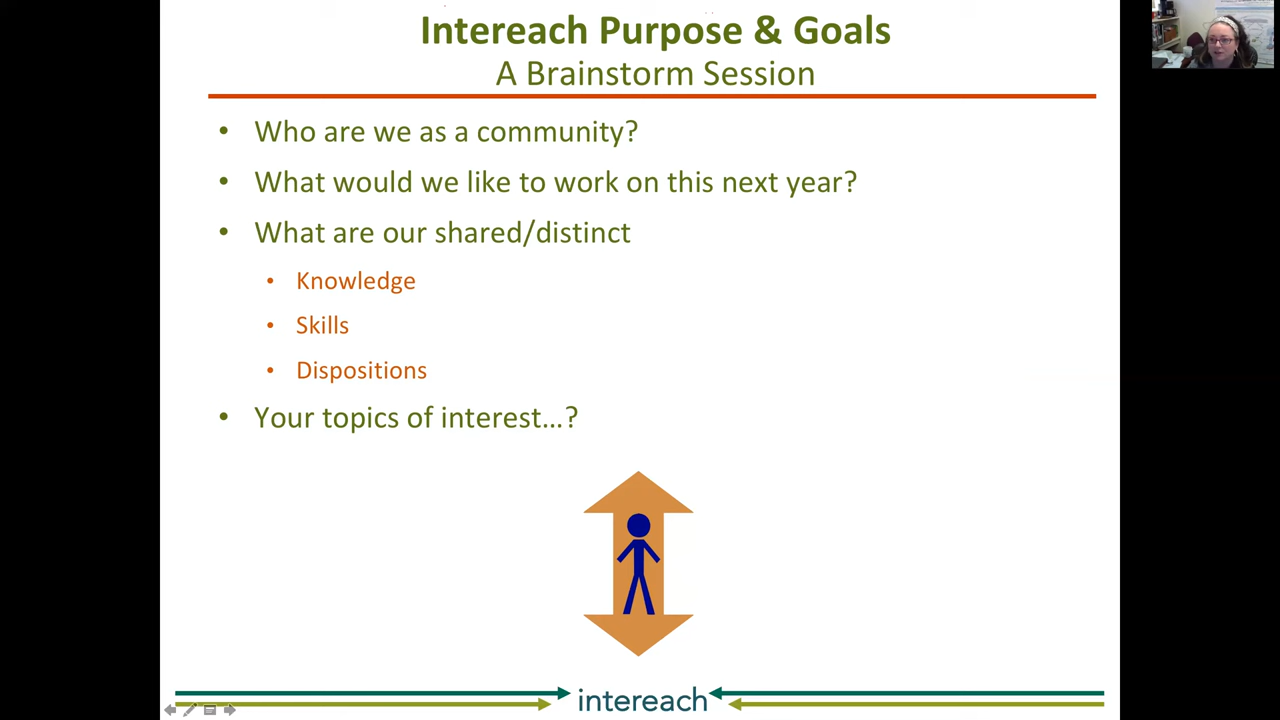 Intereach Purpose & Goals
A Brainstorm Session
• Who are we as a community?
• What would we like to work on this next year?
• What are our shared/distinct
• Knowledge
• Skills
• Dispositions
• Your topics of interest...?
intereach